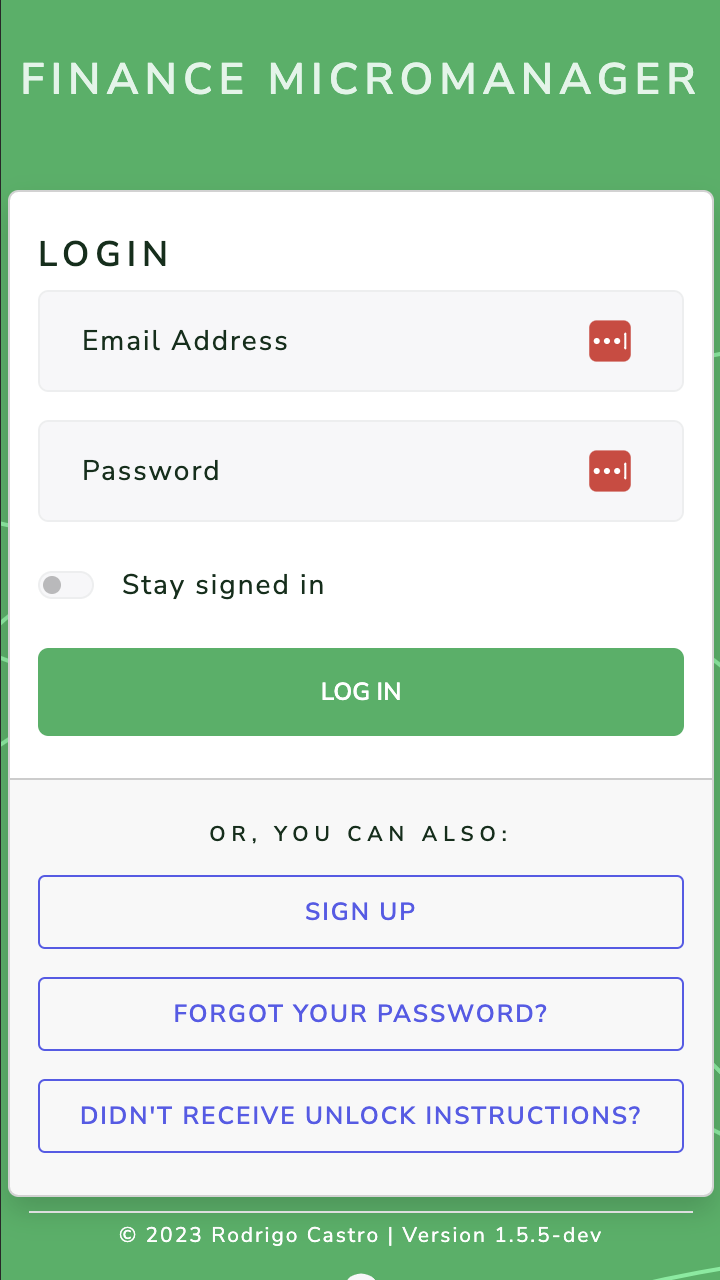 FINANCE MICROMANAGER
LOGIN
Email Address
Password
Stay signed in
LOG IN
OR, YOU CAN ALSO:
SIGN UP
FORGOT YOUR PASSWORD?
DIDN'T RECEIVE UNLOCK INSTRUCTIONS?
© 2023 Rodrigo Castro | Version 1.5.5-dev